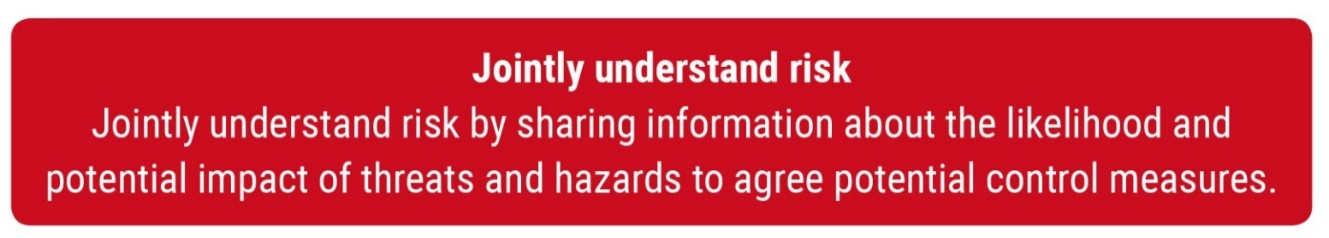 Jointly understand risk
Jointly understand risk by sharing information about the likelihood and
potential impact of threats and hazards to agree potential control measures.